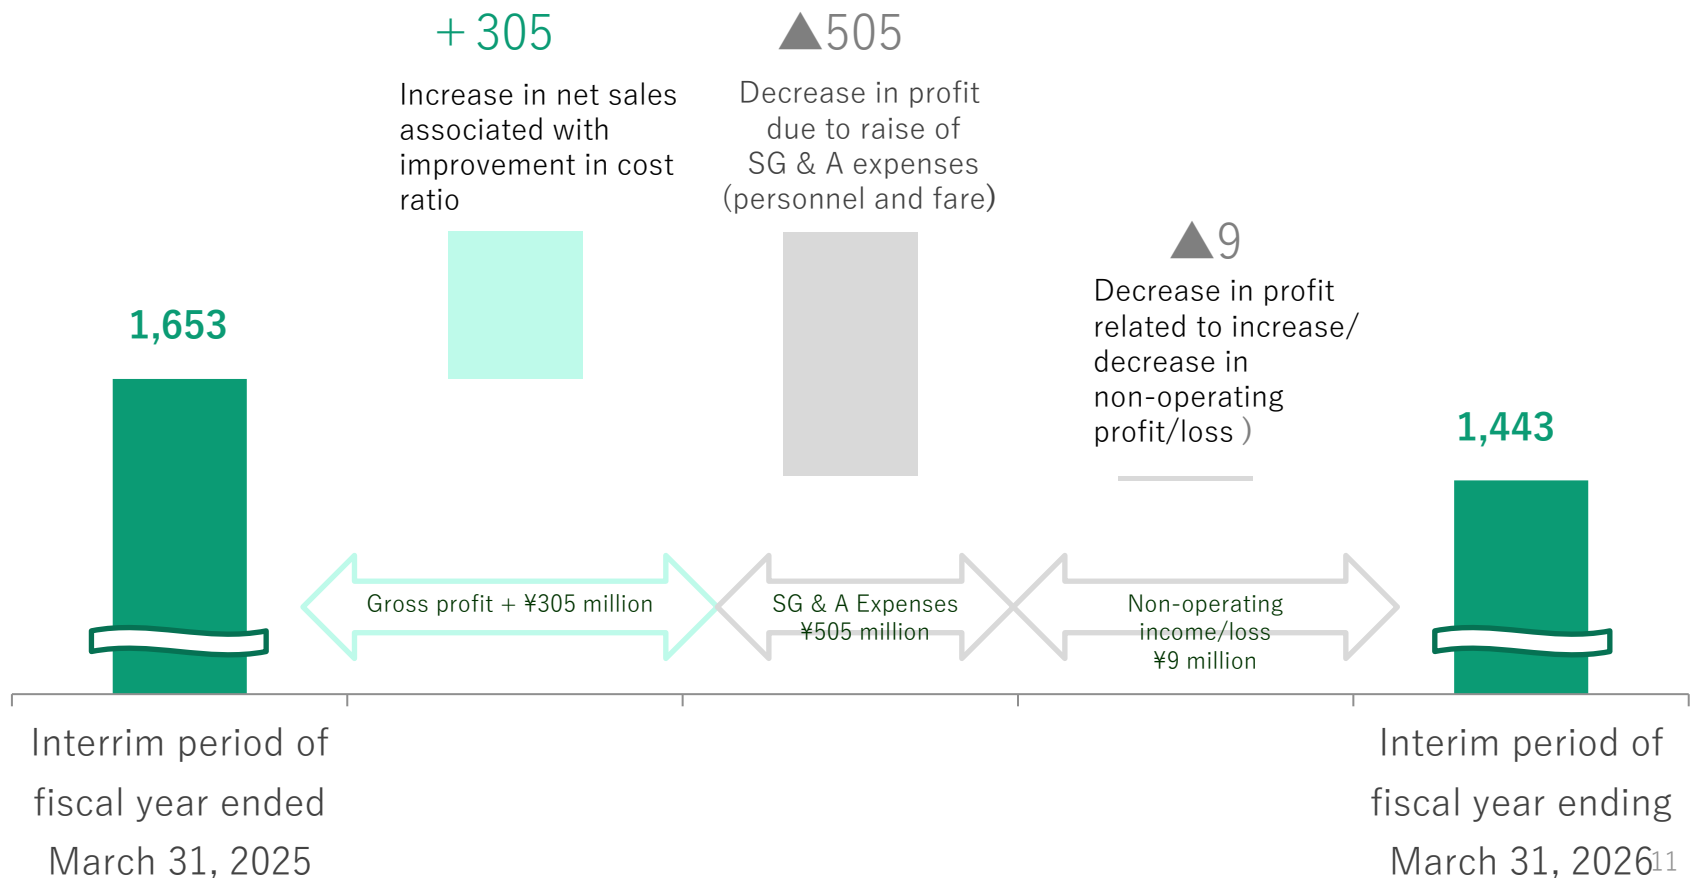 +305
Increase in net sales
associated with
improvement in cost
ratio
▲505
Decrease in profit
due to raise of
SG & A expenses
(personnel and fare)
▲9
Decrease in profit
related to increase/
decrease in
non-operating
profit/loss )
1,653
1,443
Gross profit + ¥305 million
SG & A Expenses
¥505 million
Non-operating
income/loss
¥9 million
Interrim period of
fiscal year ended
March 31, 2025
Interim period of
fiscal year ending
March 31, 2026
11